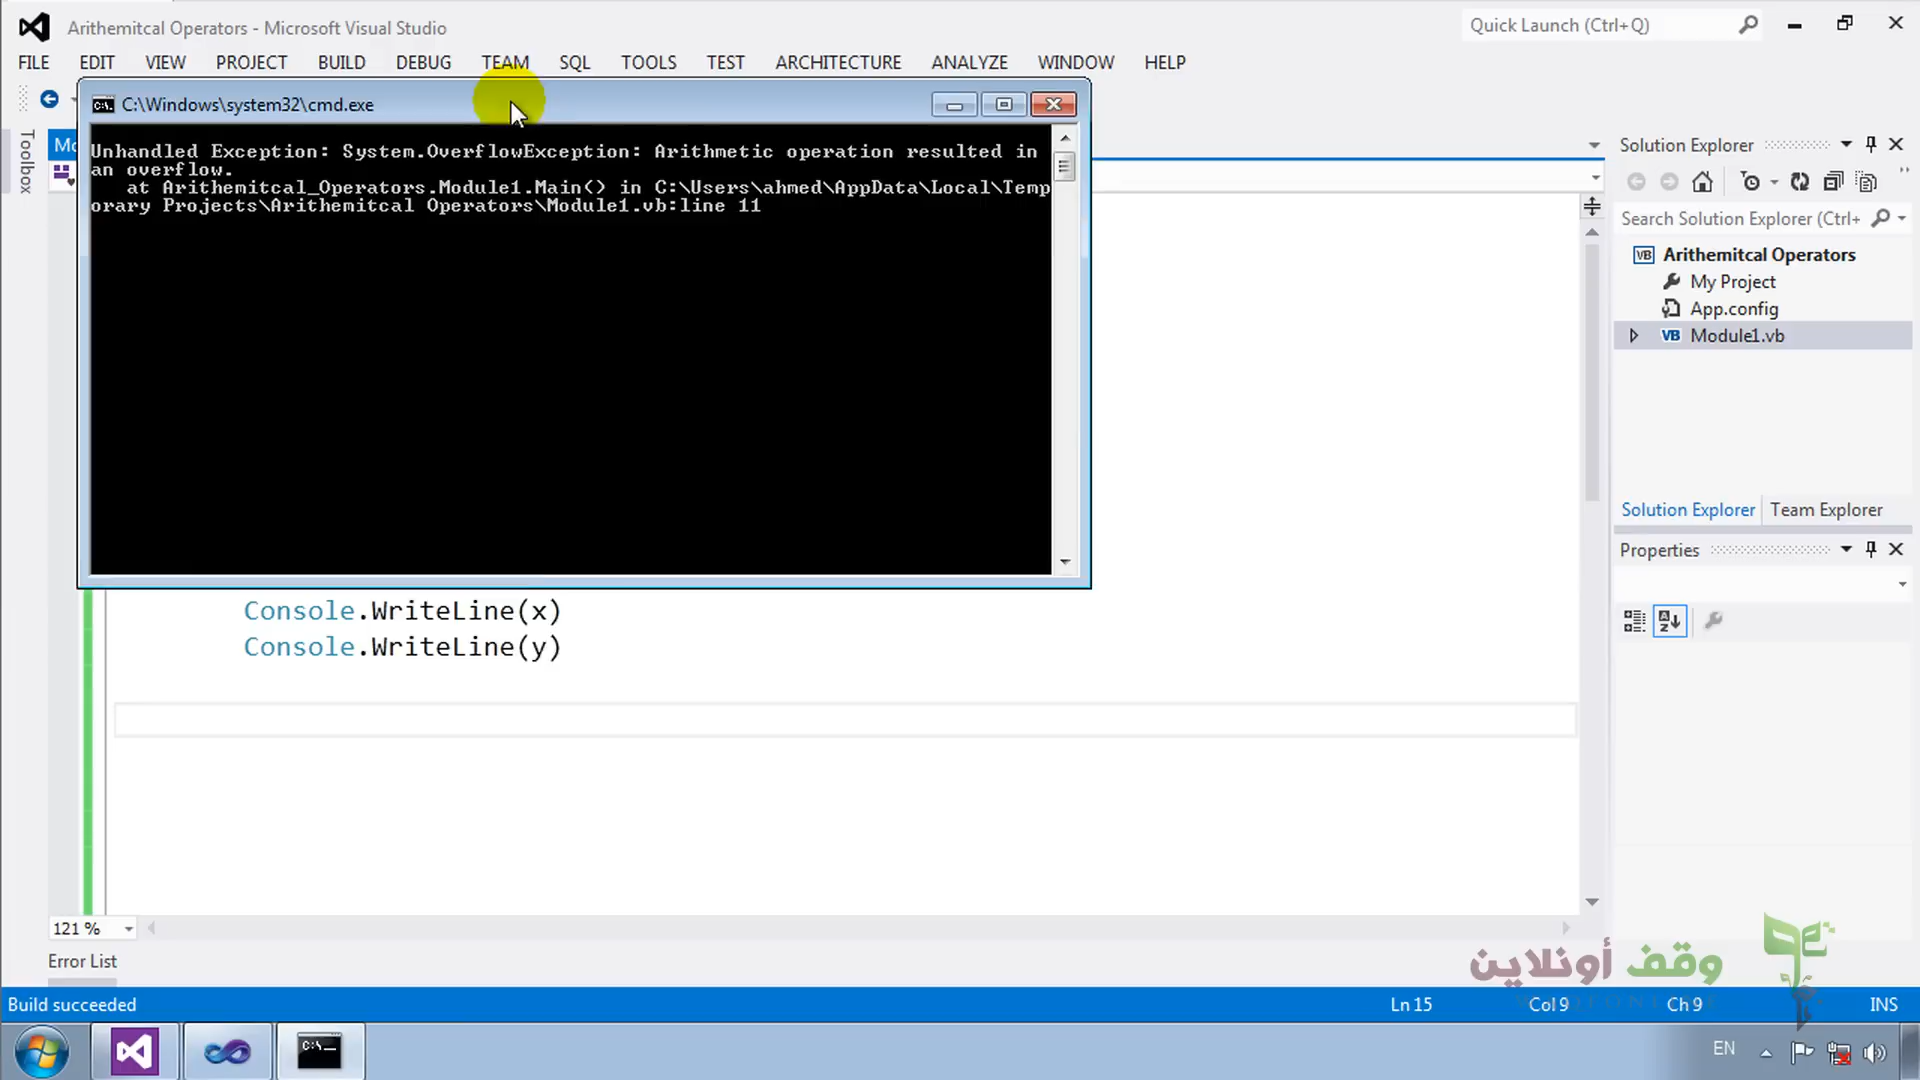 Arithemitcal Operators - Microsoft Visual Studio
Quick Launch (Ctrl+Q)
FILE EDIT VIEW PROJECT BUILD DEBUG TEAM SQL TOOLS TEST ARCHITECTURE ANALYZE WINDOW HELP
C:\Windows\system32\cmd.exe
Toolbox
Mo
Unhandled Exception: System.OverflowException: Arithmetic operation resulted in
an overflow.
at Arithemitcal_Operators.Module1.Main() in C:\Users\ahmed\AppData\Local\Temp
orary Projects\Arithemitcal Operators\Module1.vb:line 11
Console.WriteLine(x)
Console.WriteLine(y)
Solution Explorer
Search Solution Explorer (Ctrl+
VB Arithemitcal Operators
My Project
App.config
VB Module1.vb
Solution Explorer Team Explorer
Properties
121 %
Error List
وقف أونلاين
Build succeeded
Ln 15 Col 9 Ch 9 INS
C:\-
EN